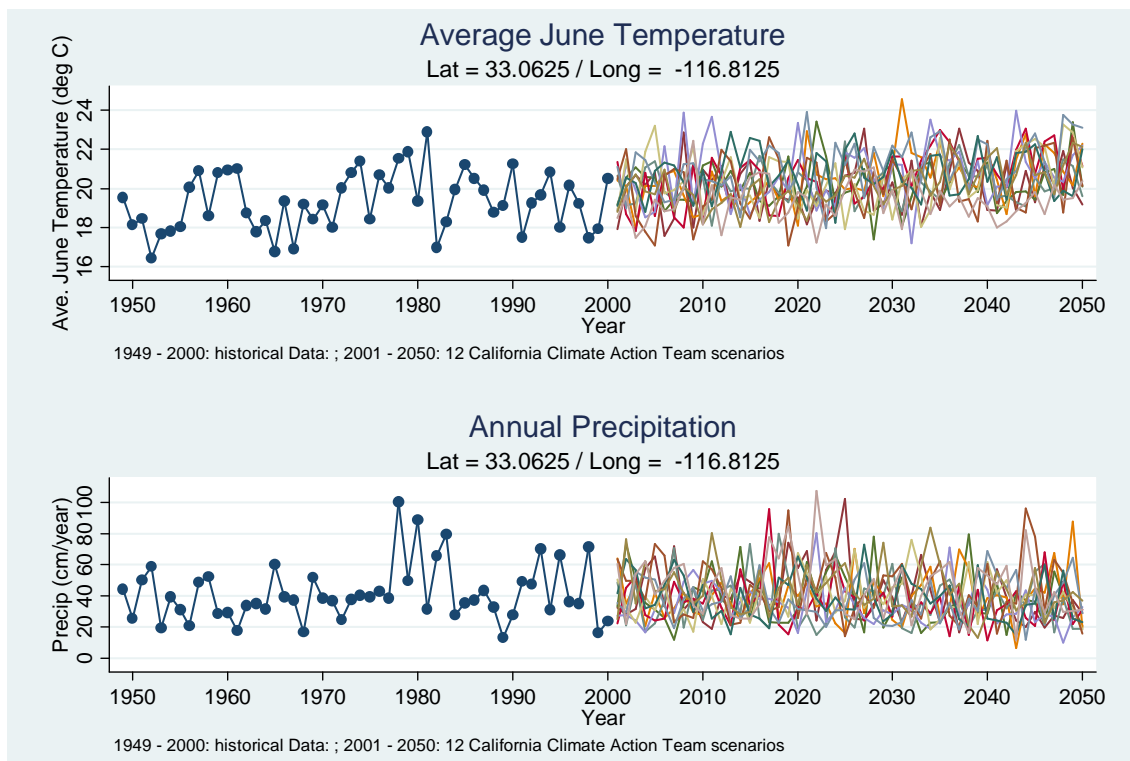 Average June Temperature
Lat = 33.0625 / Long =  -116.8125
Ave. June Temperature (deg C)
24
22
20
18
16
1950 1960 1970 1980 1990 2000 2010 2020 2030 2040 2050
Year
1949 - 2000: historical Data: ; 2001 - 2050: 12 California Climate Action Team scenarios
Annual Precipitation
Lat = 33.0625 / Long =  -116.8125
Precip (cm/year)
100
80
60
40
20
0
1950 1960 1970 1980 1990 2000 2010 2020 2030 2040 2050
Year
1949 - 2000: historical Data: ; 2001 - 2050: 12 California Climate Action Team scenarios